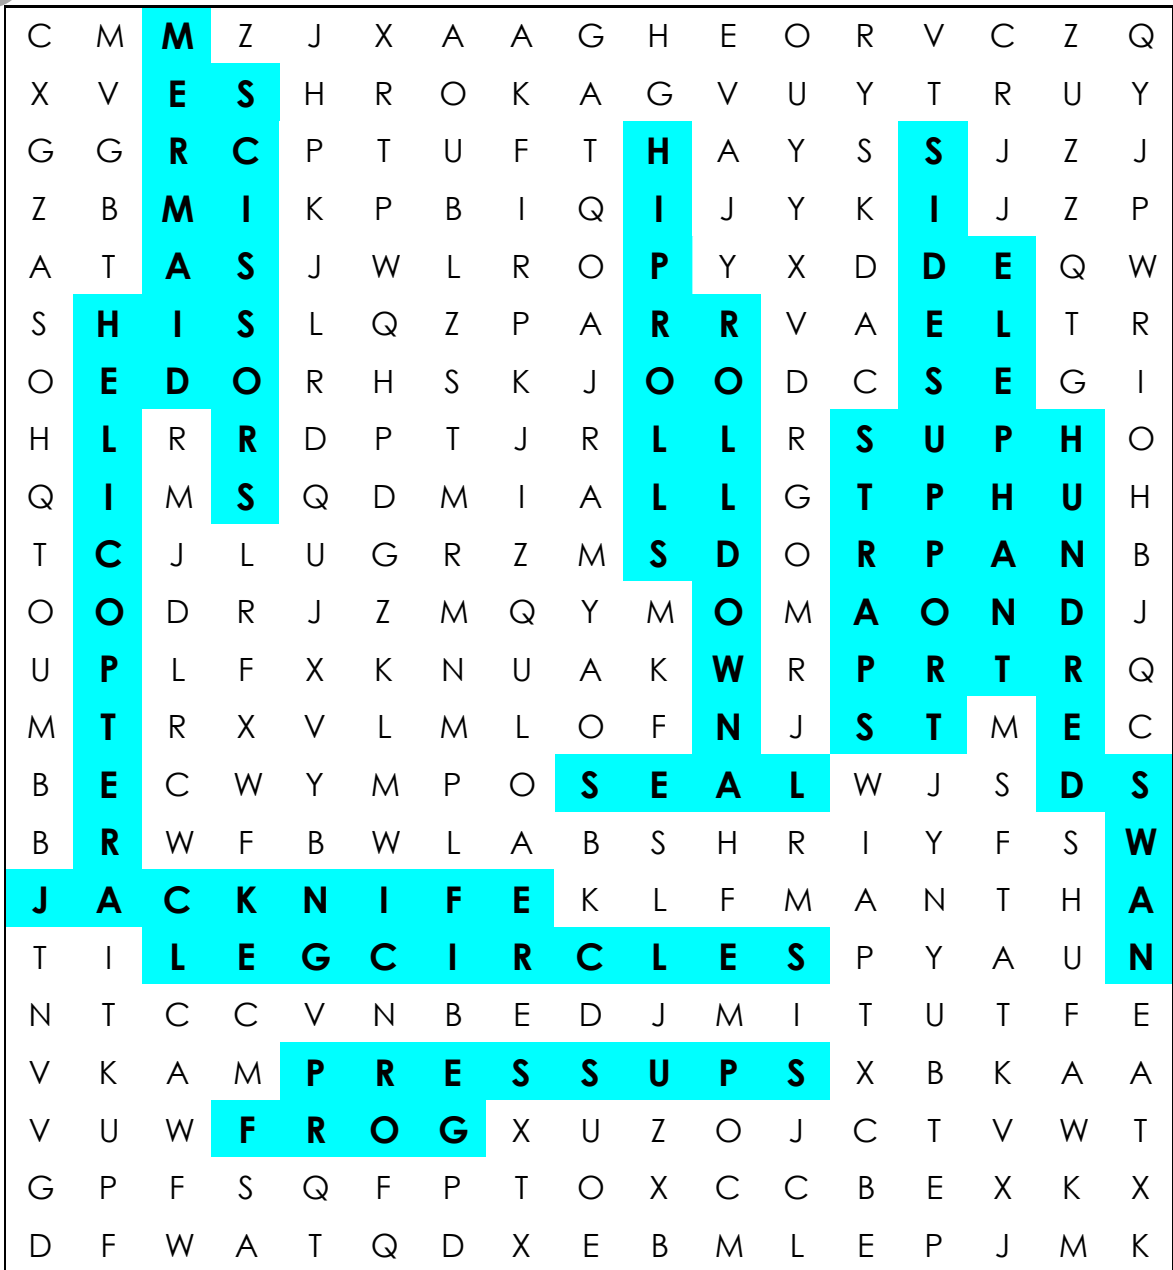 C M M Z J X A A G H E O R V C Z Q
X V E S H R O K A G V U Y T R U Y
G G R C P T U F T H A Y S S J Z J
Z B M I K P B I Q I J Y K I J Z P
A T A S J W L R O P Y X D D E Q W
S H I S L Q Z P A R R V A E L T R
O E D O R H S K J O O D C S E G I
H L R R D P T J R L L R S U P H O
Q I M S Q D M I A L L G T P H U H
T C J L U G R Z M S D O R P A N B
O O D R J Z M Q Y M O M A O N D J
U P L F X K N U A K W R P R T R Q
M T R X V L M L O F N J S T M E C
B E C W Y M P O S E A L W J S D S
B R W F B W L A B S H R I Y F S W
J A C K N I F E K L F M A N T H A
T I L E G C I R C L E S P Y A U N
N T C C V N B E D J M I T U T F E
V K A M P R E S S U P S X B K A A
V U W F R O G X U Z O J C T V W T
G P F S Q F P T O X C C B E X K X
D F W A T Q D X E B M L E P J M K